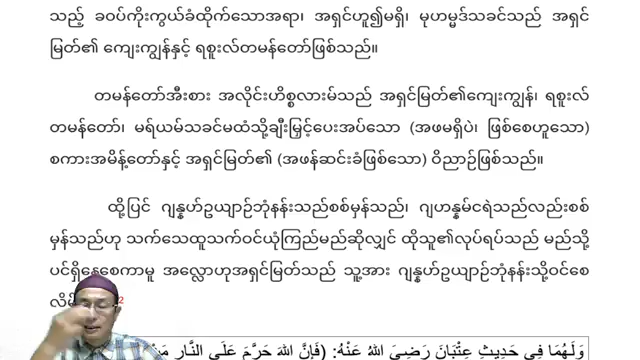 သည့် ခဝပ်ကိုးကွယ်ခံထိုက်သောအရာ၊ အရှင်ဟူ၍မရှိ၊ မုဟမ္မဒ်သခင်သည် အရှင်
မြတ်၏ ကျေးကျွန်နှင့် ရစူးလ်တမန်တော်ဖြစ်သည်။
တမန်တော်အီးစား အလိုင်းဟိစ္စလားမ်သည် အရှင်မြတ်၏ကျေးကျွန်၊ ရစူးလ်
တမန်တော်၊ မရ်ယမ်သခင်မထံသို့ချီးမြှင့်ပေးအပ်သော (အဖမရှိပဲ၊ ဖြစ်စေဟူသော)
စကားအမိန့်တော်နှင့် အရှင်မြတ်၏ (အဖန်ဆင်းခံဖြစ်သော) ဝိညာဉ်ဖြစ်သည်။
ထို့ပြင် ဂျန္နဟ်ဥယျာဉ်ဘုံနန်းသည်စစ်မှန်သည်၊ ဂျဟန္နမ်ငရဲသည်လည်းစစ်
မှန်သည်ဟု သက်သေထူသက်ဝင်ယုံကြည်မည်ဆိုလျှင် ထိုသူ၏လုပ်ရပ်သည် မည်သို့
ပင်ရှိနေစေကာမူ အလ္လောဟုအရှင်မြတ်သည် သူ့အား ဂျန္နဟ်ဥယျာဉ်ဘုံနန်းသို့ဝင်စေ
2
وَلَهُمَا فِي حَدِيثِ عِتْبَانَ رَضِيَ اللهُ عَنْهُ: (فَإِنَّ اللهَ حَرَّمَ عَلَى النَّارِ مَنْ